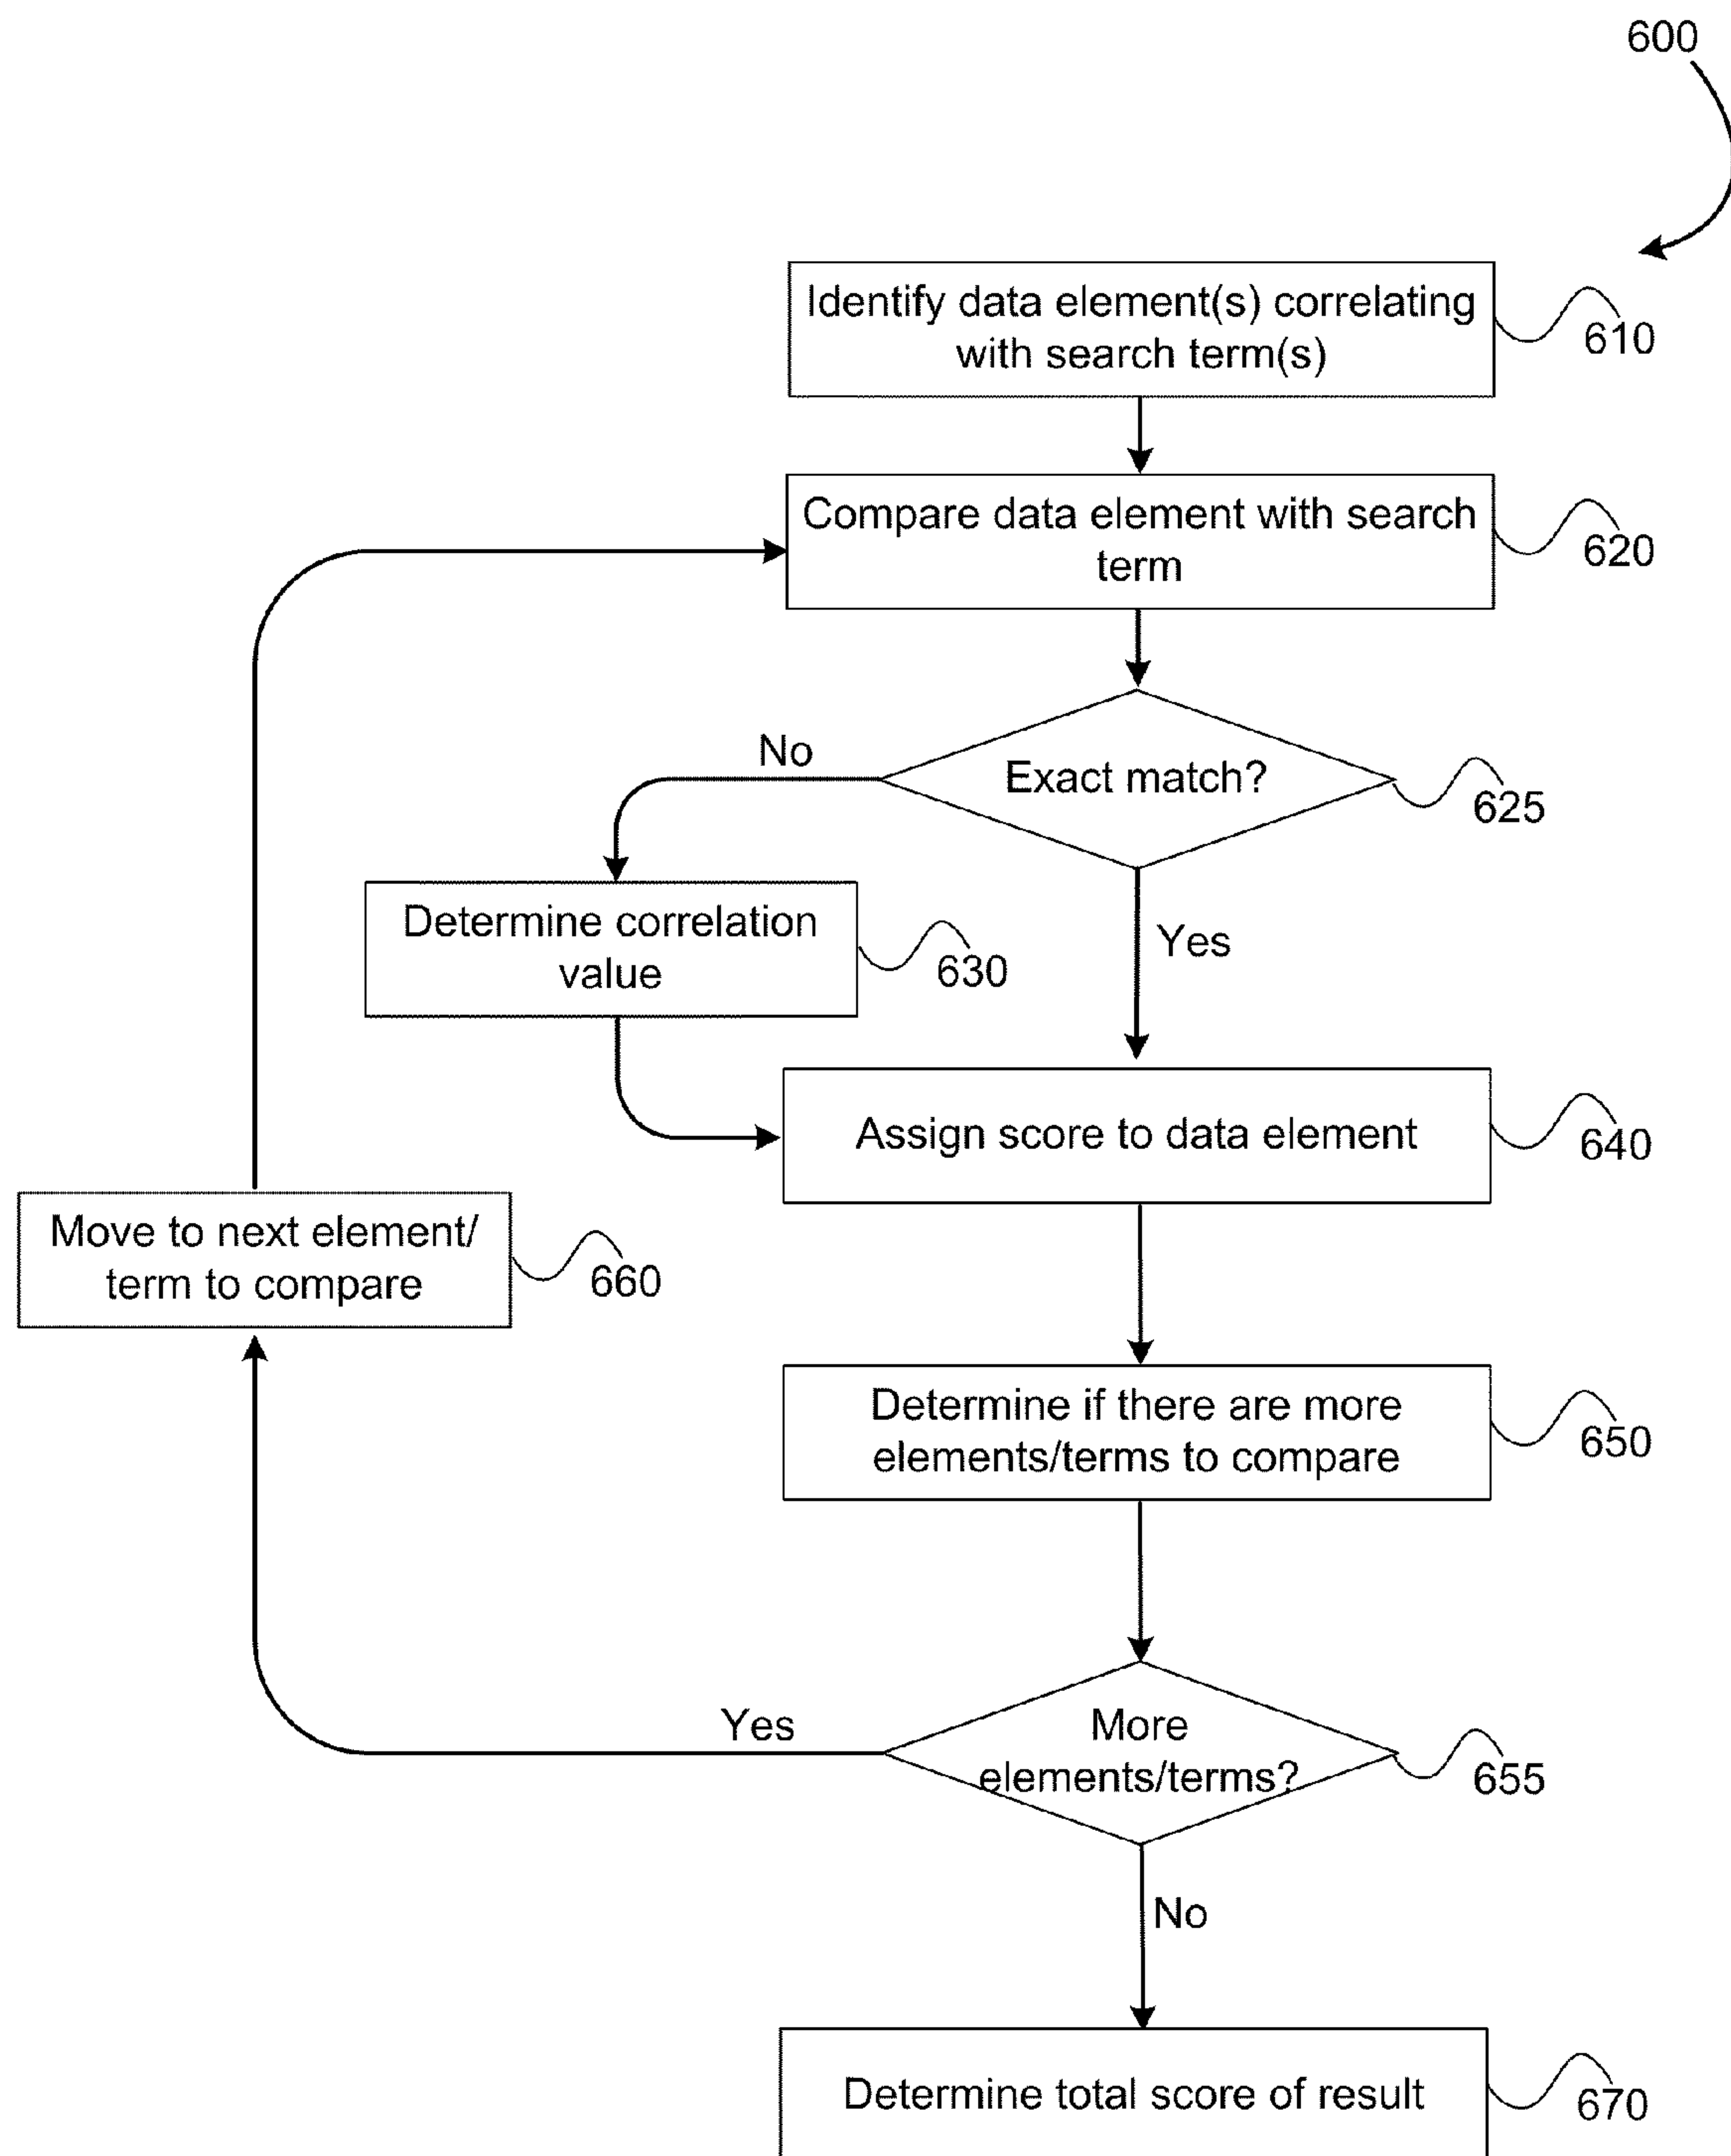 600
Identify data element(s) correlating
with search term(s)
610
Compare data element with search
term
620
No
Exact match?
625
Determine correlation
value
630
Yes
Assign score to data element
640
Move to next element/
term to compare
660
Determine if there are more
elements/terms to compare
650
Yes
More
elements/terms?
655
No
Determine total score of result
670